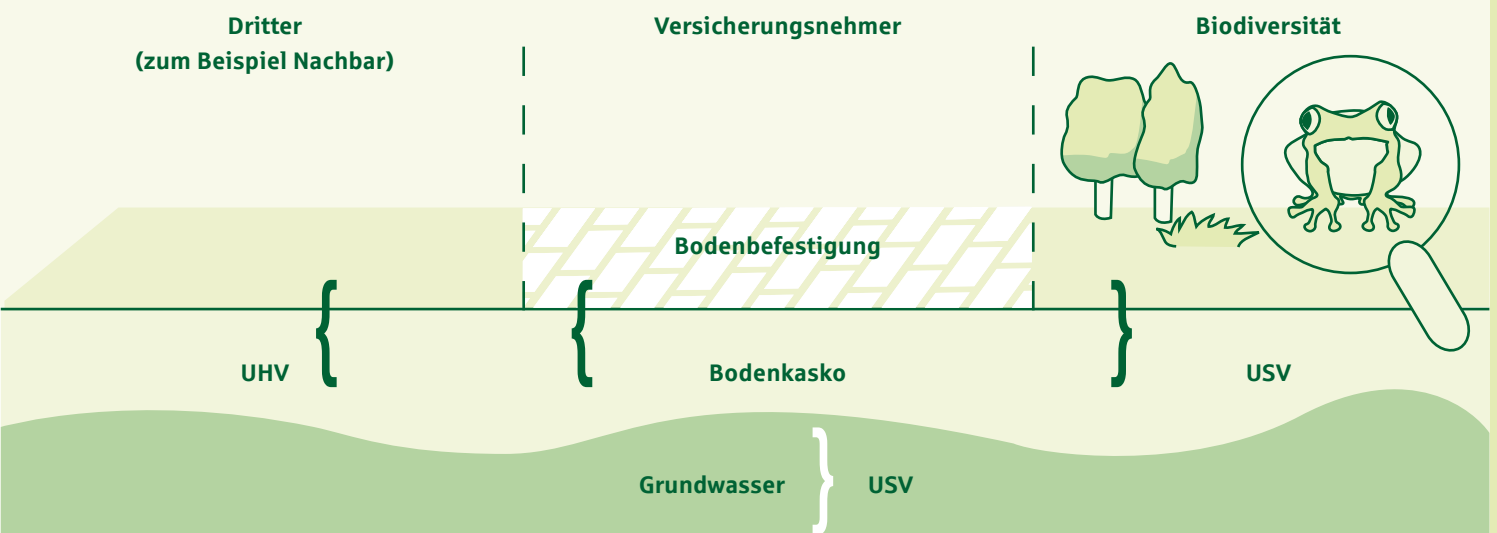 Dritter
(zum Beispiel Nachbar)
Versicherungsnehmer
Biodiversität
Bodenbefestigung
UHV
Bodenkasko
USV
Grundwasser
USV